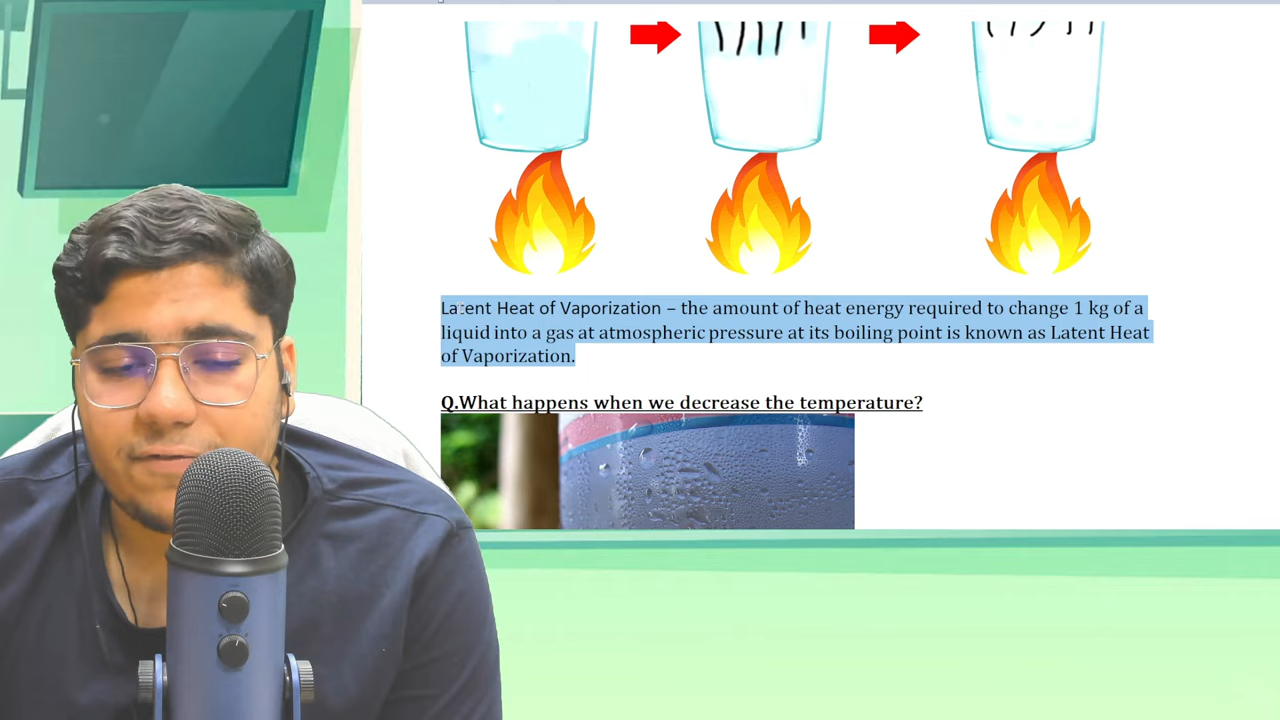 Latent Heat of Vaporization – the amount of heat energy required to change 1 kg of a
liquid into a gas at atmospheric pressure at its boiling point is known as Latent Heat
of Vaporization.
Q.What happens when we decrease the temperature?